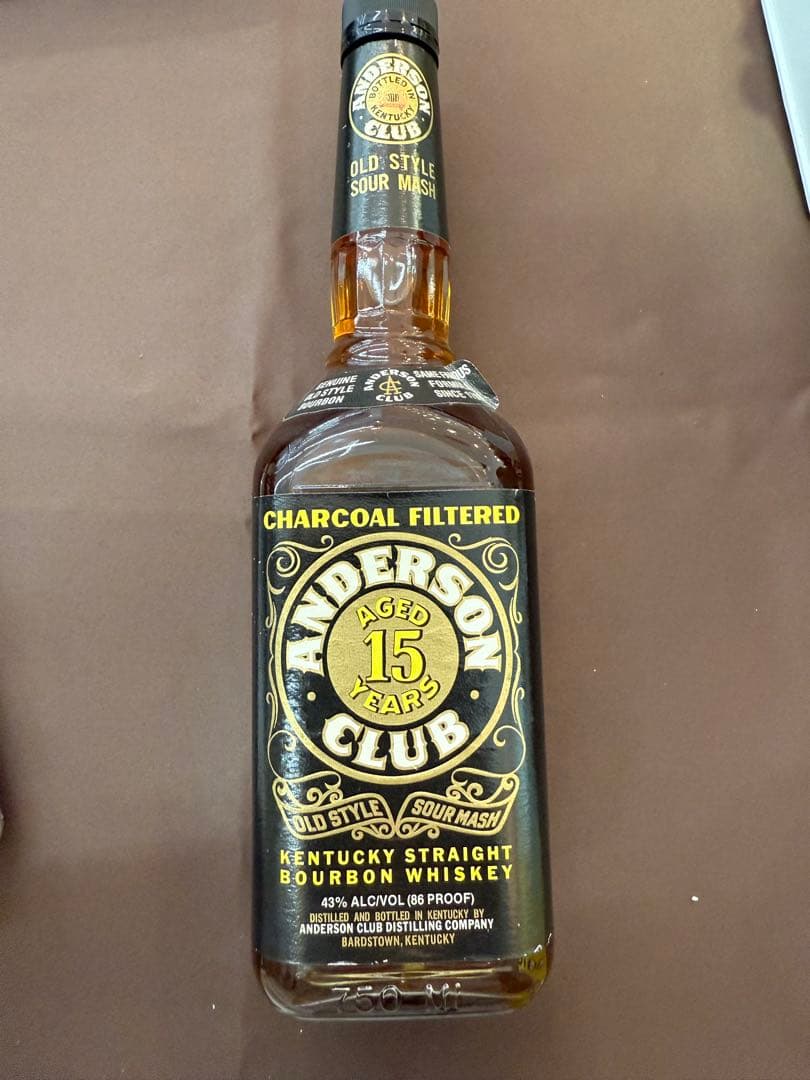 ANDERSON
BOTTLED IN
KENTUCKY
CLUB
OLD STYLE
SOUR MASH
GENUINE
OLD STYLE
BOURBON
ANDERSON
CLUB
SAME FAMOUS
SINCE
CHARCOAL FILTERED
ANDERSON
AGED
15
YEARS
CLUB
OLD STYLE SOUR MASH
KENTUCKY STRAIGHT
BOURBON WHISKEY
43% ALC/VOL (86 PROOF)
DISTILLED AND BOTTLED IN KENTUCKY BY
ANDERSON CLUB DISTILLING COMPANY
BARDSTOWN, KENTUCKY
750 Ml